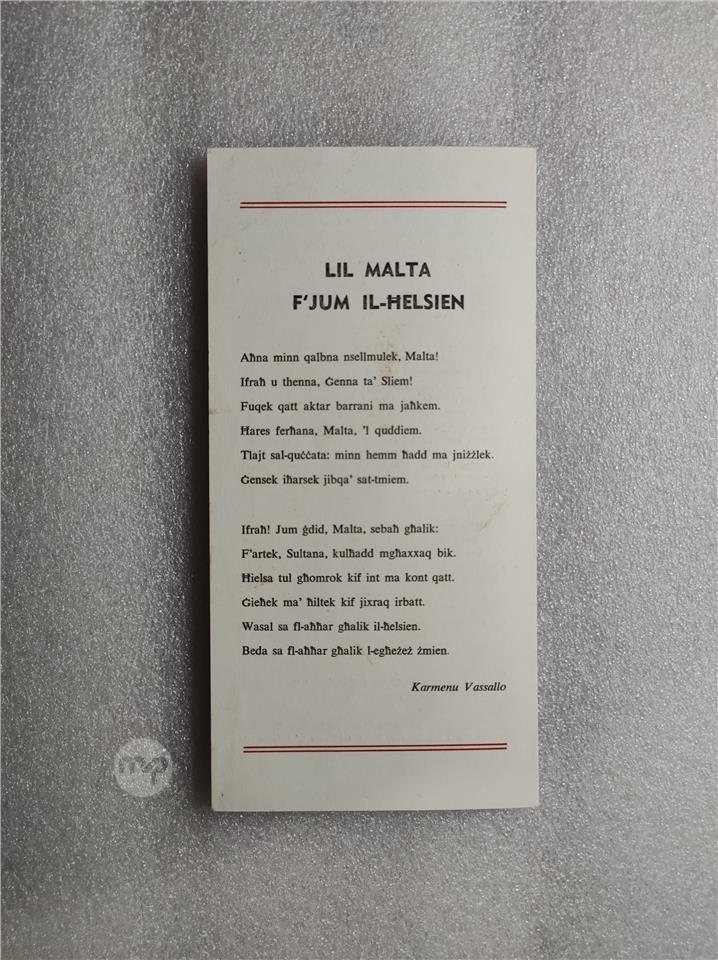 LIL MALTA
F'JUM IL-ĦELSIEN
Aħna minn qalbna nsellmulek, Malta!
Ifraħ u thenna, Ġenna ta' Sliem!
Fuqek qatt aktar barrani ma jaħkem.
Ħares ferħana, Malta, 'l quddiem.
Tlajt sal-quċċata: minn hemm ħadd ma jniżżlek.
Ġensek iħarsek jibqa' sat-tmiem.
Ifraħ! Jum ġdid, Malta, sebaħ għalik:
F'artek, Sultana, kulħadd mgħaxxaq bik.
Ħielsa tul għomrok kif int ma kont qatt.
Ġieħek ma' ħiltek kif jixraq irbatt.
Wasal sa fl-aħħar għalik il-ħelsien.
Beda sa fl-aħħar għalik l-egħeżeż żmien.
Karmenu Vassallo
mp